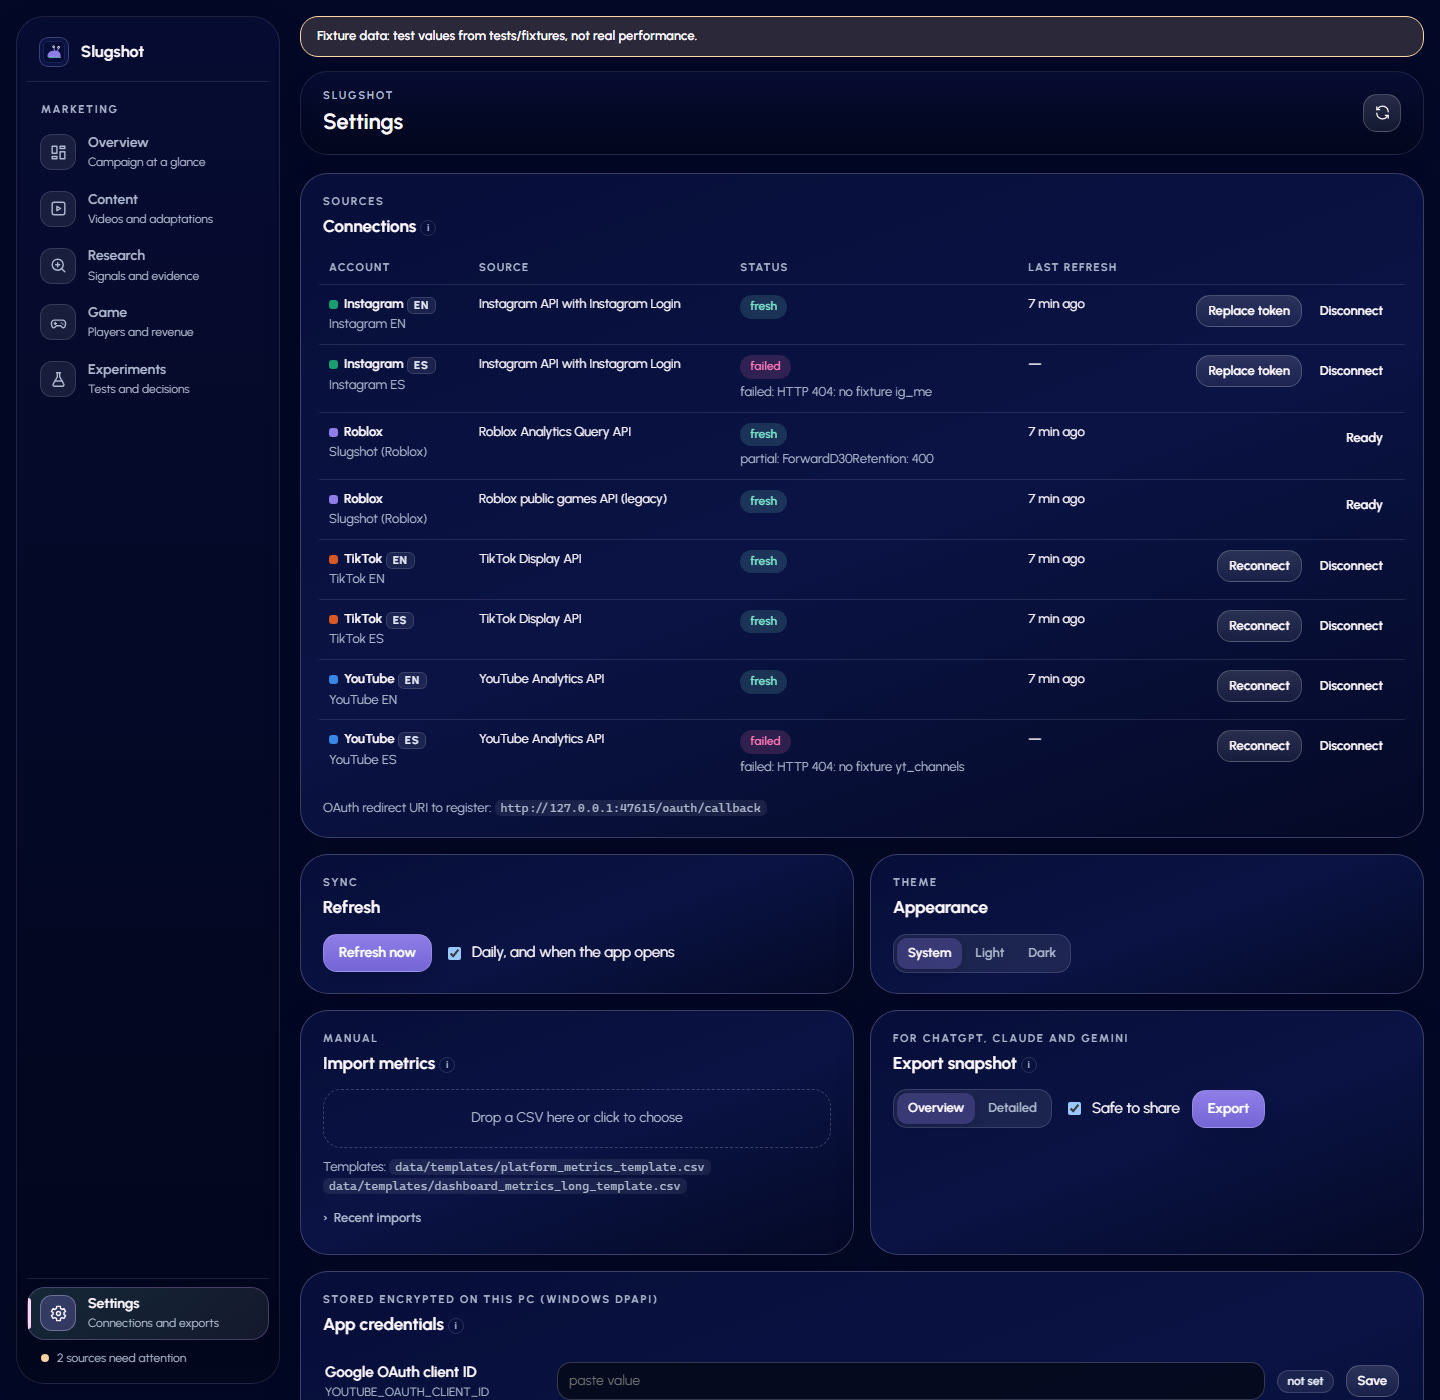 Slugshot
MARKETING
Overview
Campaign at a glance
Content
Videos and adaptations
Research
Signals and evidence
Game
Players and revenue
Experiments
Tests and decisions
Settings
Connections and exports
2 sources need attention
Fixture data: test values from tests/fixtures, not real performance.
SLUGSHOT
Settings
SOURCES
Connections i
ACCOUNT SOURCE STATUS LAST REFRESH
Instagram EN Instagram API with Instagram Login fresh 7 min ago Replace token Disconnect
Instagram EN
Instagram ES Instagram API with Instagram Login failed — Replace token Disconnect
Instagram ES failed: HTTP 404: no fixture ig_me
Roblox Roblox Analytics Query API fresh 7 min ago Ready
Slugshot (Roblox) partial: ForwardD30Retention: 400
Roblox Roblox public games API (legacy) fresh 7 min ago Ready
Slugshot (Roblox)
TikTok EN TikTok Display API fresh 7 min ago Reconnect Disconnect
TikTok EN
TikTok ES TikTok Display API fresh 7 min ago Reconnect Disconnect
TikTok ES
YouTube EN YouTube Analytics API fresh 7 min ago Reconnect Disconnect
YouTube EN
YouTube ES YouTube Analytics API failed — Reconnect Disconnect
YouTube ES failed: HTTP 404: no fixture yt_channels
OAuth redirect URI to register: http://127.0.0.1:47615/oauth/callback
SYNC
Refresh
Refresh now Daily, and when the app opens
THEME
Appearance
System Light Dark
MANUAL
Import metrics i
Drop a CSV here or click to choose
Templates: data/templates/platform_metrics_template.csv
data/templates/dashboard_metrics_long_template.csv
› Recent imports
FOR CHATGPT, CLAUDE AND GEMINI
Export snapshot i
Overview Detailed Safe to share Export
STORED ENCRYPTED ON THIS PC (WINDOWS DPAPI)
App credentials i
Google OAuth client ID paste value not set Save
YOUTUBE_OAUTH_CLIENT_ID